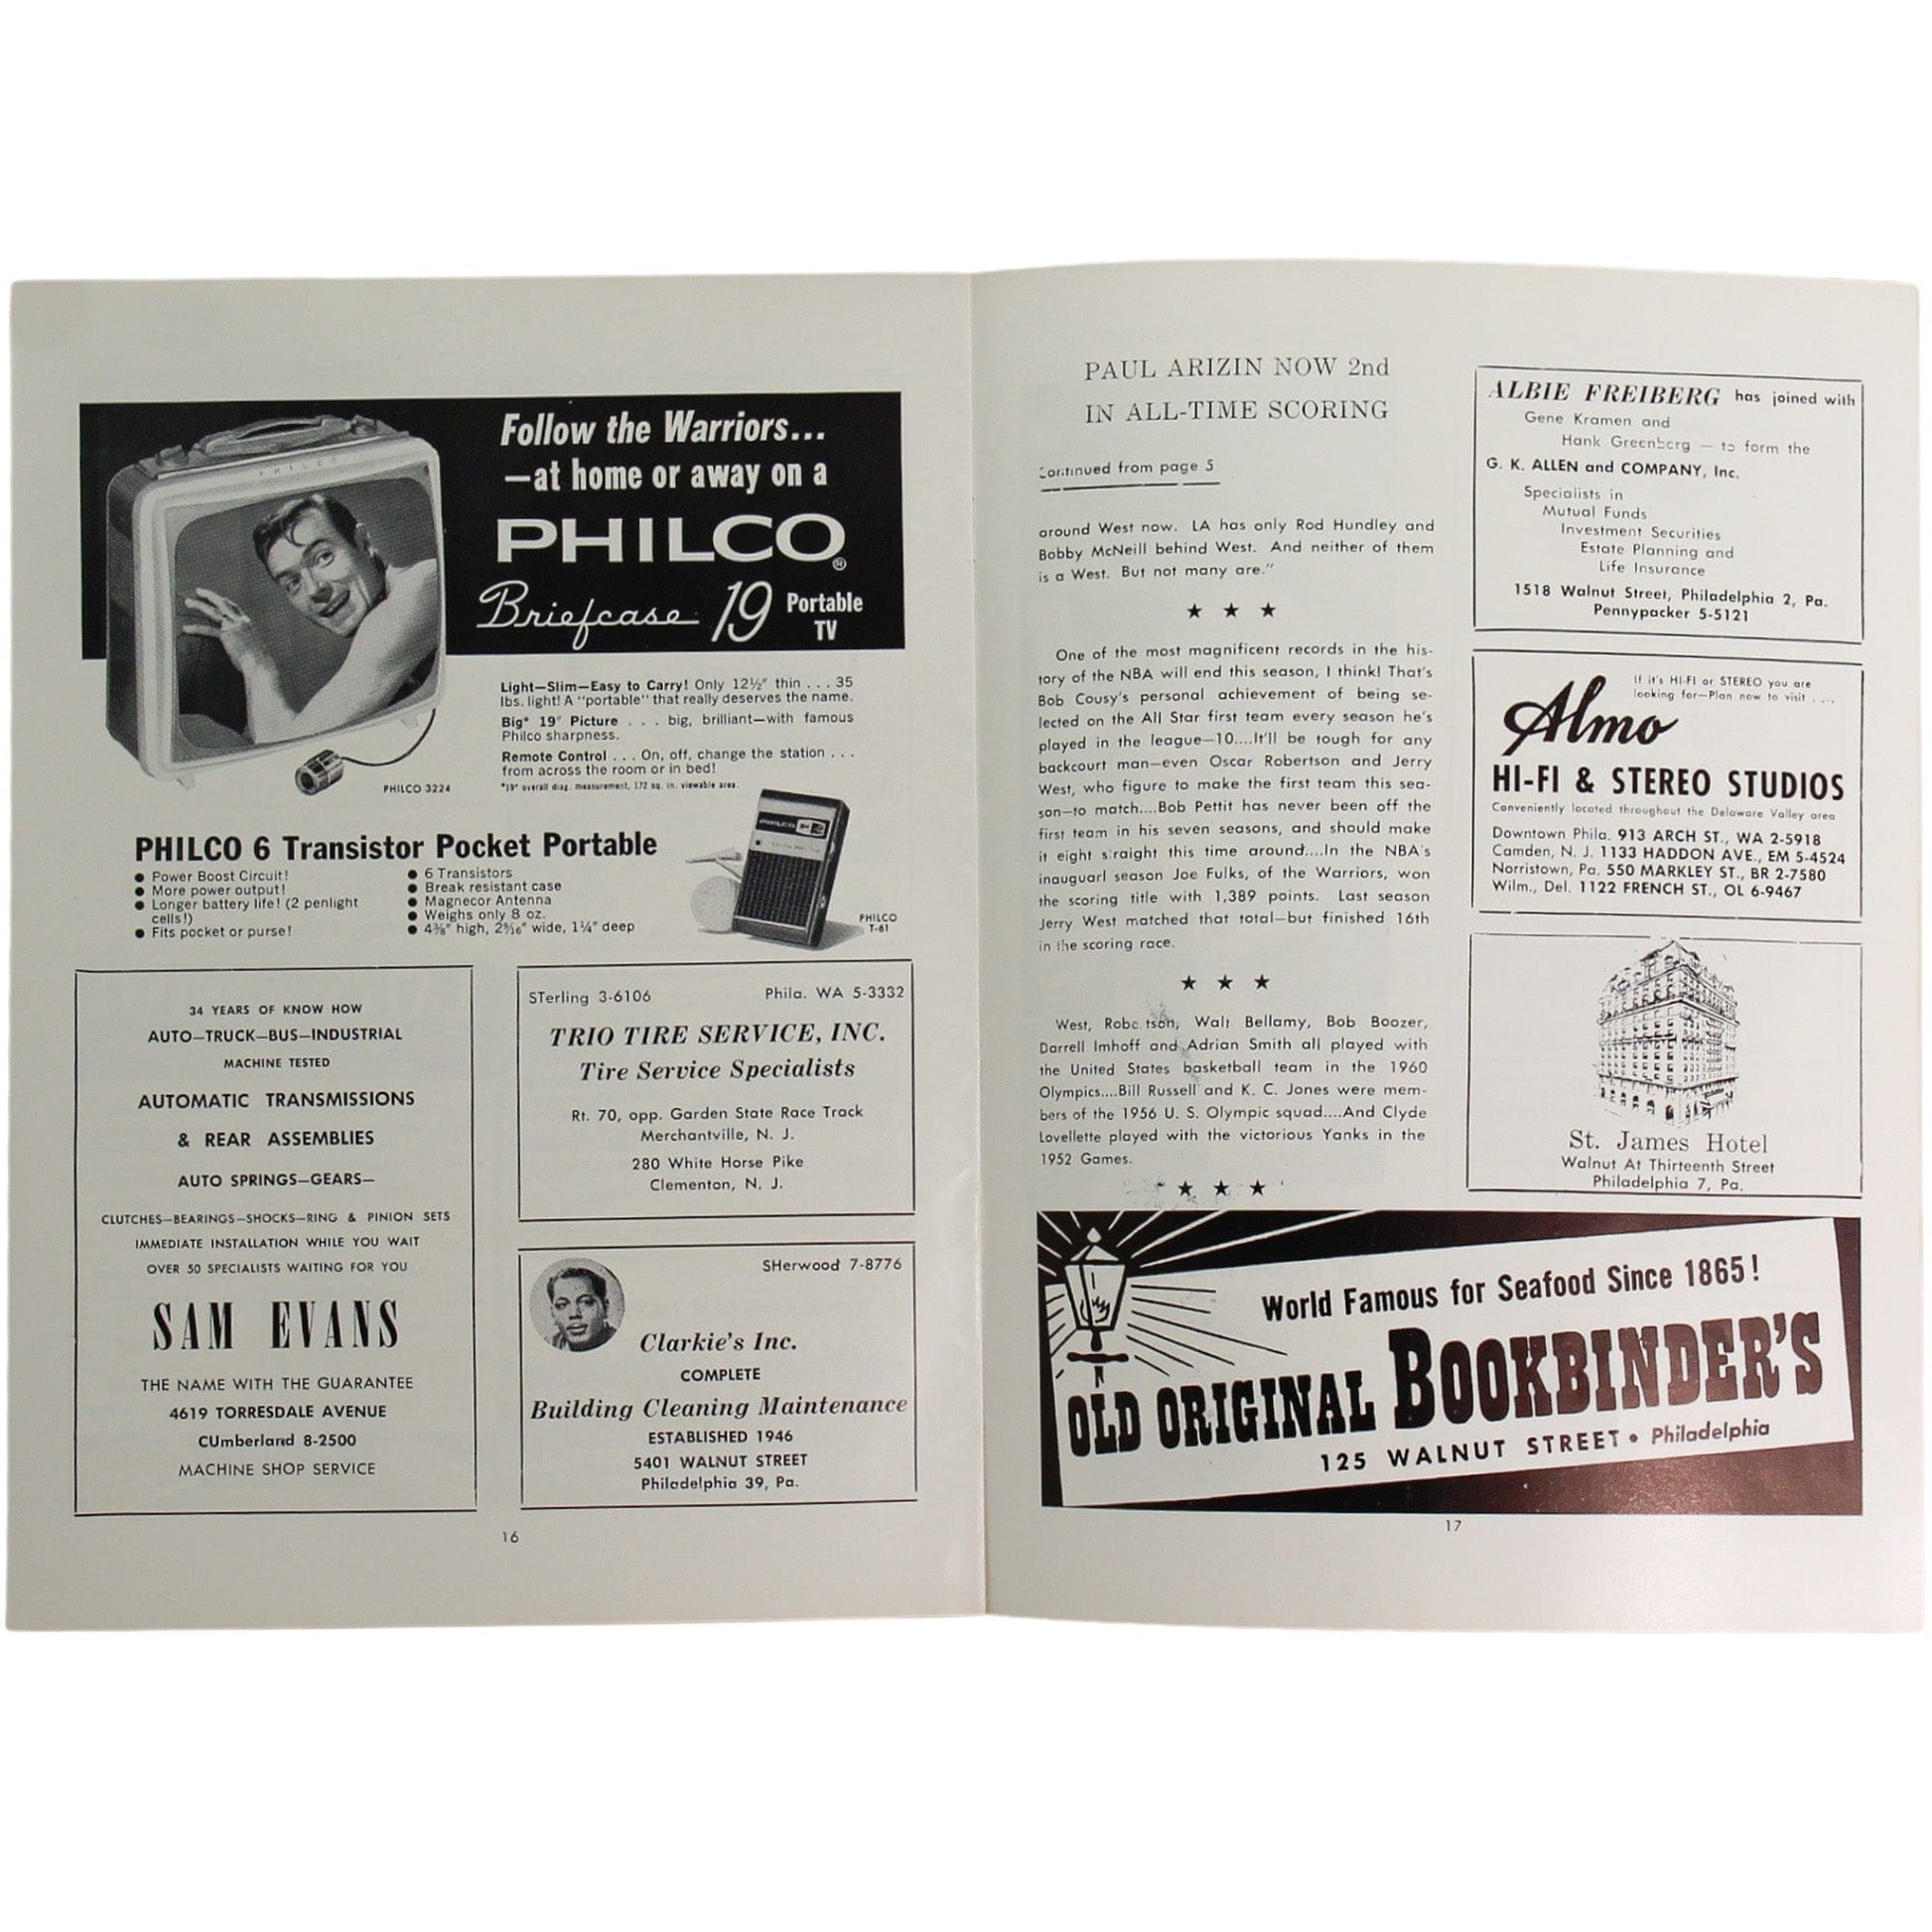 PHILCO
Follow the Warriors...
—at home or away on a
PHILCO®
Briefcase 19 Portable
TV
Light—Slim—Easy to Carry! Only 12½" thin . . . 35
lbs. light! A "portable" that really deserves the name.
Big* 19" Picture . . . big, brilliant—with famous
Philco sharpness.
Remote Control . . . On, off, change the station . . .
from across the room or in bed!
*19" overall diag. measurement, 172 sq. in. viewable area.
PHILCO 3224
PHILCO 6 Transistor Pocket Portable
● Power Boost Circuit!
● More power output!
● Longer battery life! (2 penlight
cells!)
● Fits pocket or purse!
● 6 Transistors
● Break resistant case
● Magnecor Antenna
● Weighs only 8 oz.
● 4⅜" high, 2⁹⁄₁₆" wide, 1¼" deep
PHILCO
PHILCO
T-61
34 YEARS OF KNOW HOW
AUTO—TRUCK—BUS—INDUSTRIAL
MACHINE TESTED
AUTOMATIC TRANSMISSIONS
& REAR ASSEMBLIES
AUTO SPRINGS—GEARS—
CLUTCHES—BEARINGS—SHOCKS—RING & PINION SETS
IMMEDIATE INSTALLATION WHILE YOU WAIT
OVER 50 SPECIALISTS WAITING FOR YOU
SAM EVANS
THE NAME WITH THE GUARANTEE
4619 TORRESDALE AVENUE
CUmberland 8-2500
MACHINE SHOP SERVICE
STerling 3-6106 Phila. WA 5-3332
TRIO TIRE SERVICE, INC.
Tire Service Specialists
Rt. 70, opp. Garden State Race Track
Merchantville, N. J.
280 White Horse Pike
Clementon, N. J.
SHerwood 7-8776
Clarkie's Inc.
COMPLETE
Building Cleaning Maintenance
ESTABLISHED 1946
5401 WALNUT STREET
Philadelphia 39, Pa.
16
PAUL ARIZIN NOW 2nd
IN ALL-TIME SCORING
Continued from page 5
around West now. LA has only Rod Hundley and
Bobby McNeill behind West. And neither of them
is a West. But not many are."
★ ★ ★
One of the most magnificent records in the his-
tory of the NBA will end this season, I think! That's
Bob Cousy's personal achievement of being se-
lected on the All Star first team every season he's
played in the league—10....It'll be tough for any
backcourt man—even Oscar Robertson and Jerry
West, who figure to make the first team this sea-
son—to match....Bob Pettit has never been off the
first team in his seven seasons, and should make
it eight straight this time around....In the NBA's
inauguarl season Joe Fulks, of the Warriors, won
the scoring title with 1,389 points. Last season
Jerry West matched that total—but finished 16th
in the scoring race.
★ ★ ★
West, Robertson, Walt Bellamy, Bob Boozer,
Darrell Imhoff and Adrian Smith all played with
the United States basketball team in the 1960
Olympics....Bill Russell and K. C. Jones were mem-
bers of the 1956 U. S. Olympic squad....And Clyde
Lovellette played with the victorious Yanks in the
1952 Games.
★ ★ ★
ALBIE FREIBERG has joined with
Gene Kramen and
Hank Greenberg — to form the
G. K. ALLEN and COMPANY, Inc.
Specialists in
Mutual Funds
Investment Securities
Estate Planning and
Life Insurance
1518 Walnut Street, Philadelphia 2, Pa.
Pennypacker 5-5121
If it's HI-FI or STEREO you are
looking for—Plan now to visit . . . .
Almo
HI-FI & STEREO STUDIOS
Conveniently located throughout the Delaware Valley area
Downtown Phila. 913 ARCH ST., WA 2-5918
Camden, N. J. 1133 HADDON AVE., EM 5-4524
Norristown, Pa. 550 MARKLEY ST., BR 2-7580
Wilm., Del. 1122 FRENCH ST., OL 6-9467
St. James Hotel
Walnut At Thirteenth Street
Philadelphia 7, Pa.
World Famous for Seafood Since 1865!
OLD ORIGINAL BOOKBINDER'S
125 WALNUT STREET • Philadelphia
17